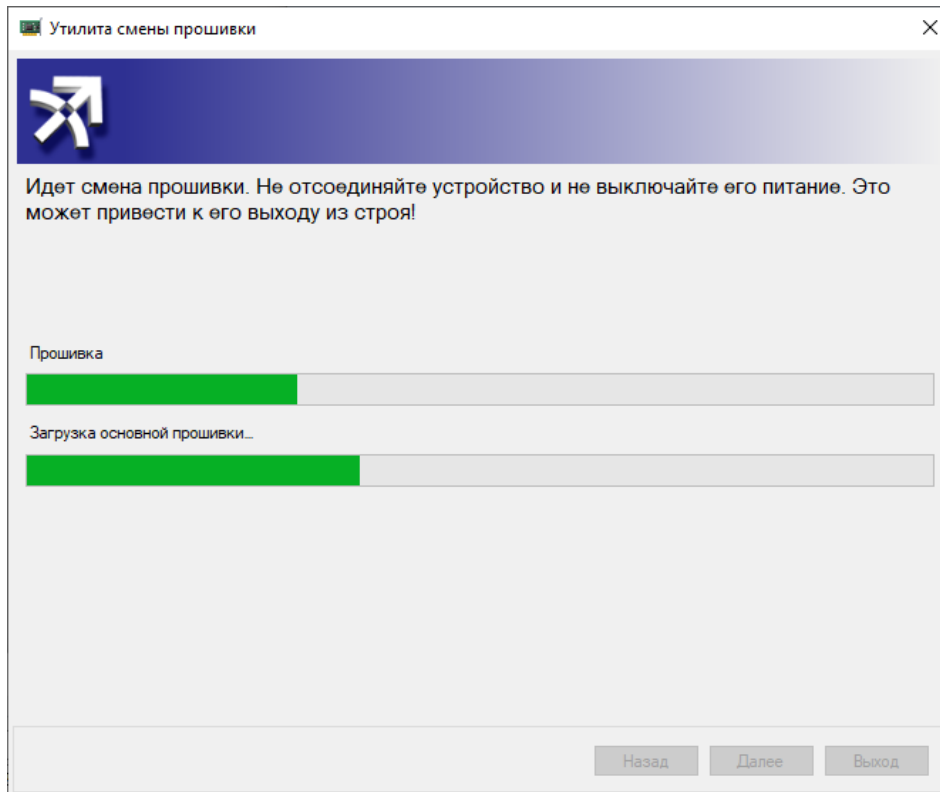 Утилита смены прошивки
Идет смена прошивки. Не отсоединяйте устройство и не выключайте его питание. Это
может привести к его выходу из строя!
Прошивка
Загрузка основной прошивки...
Назад
Далее
Выход